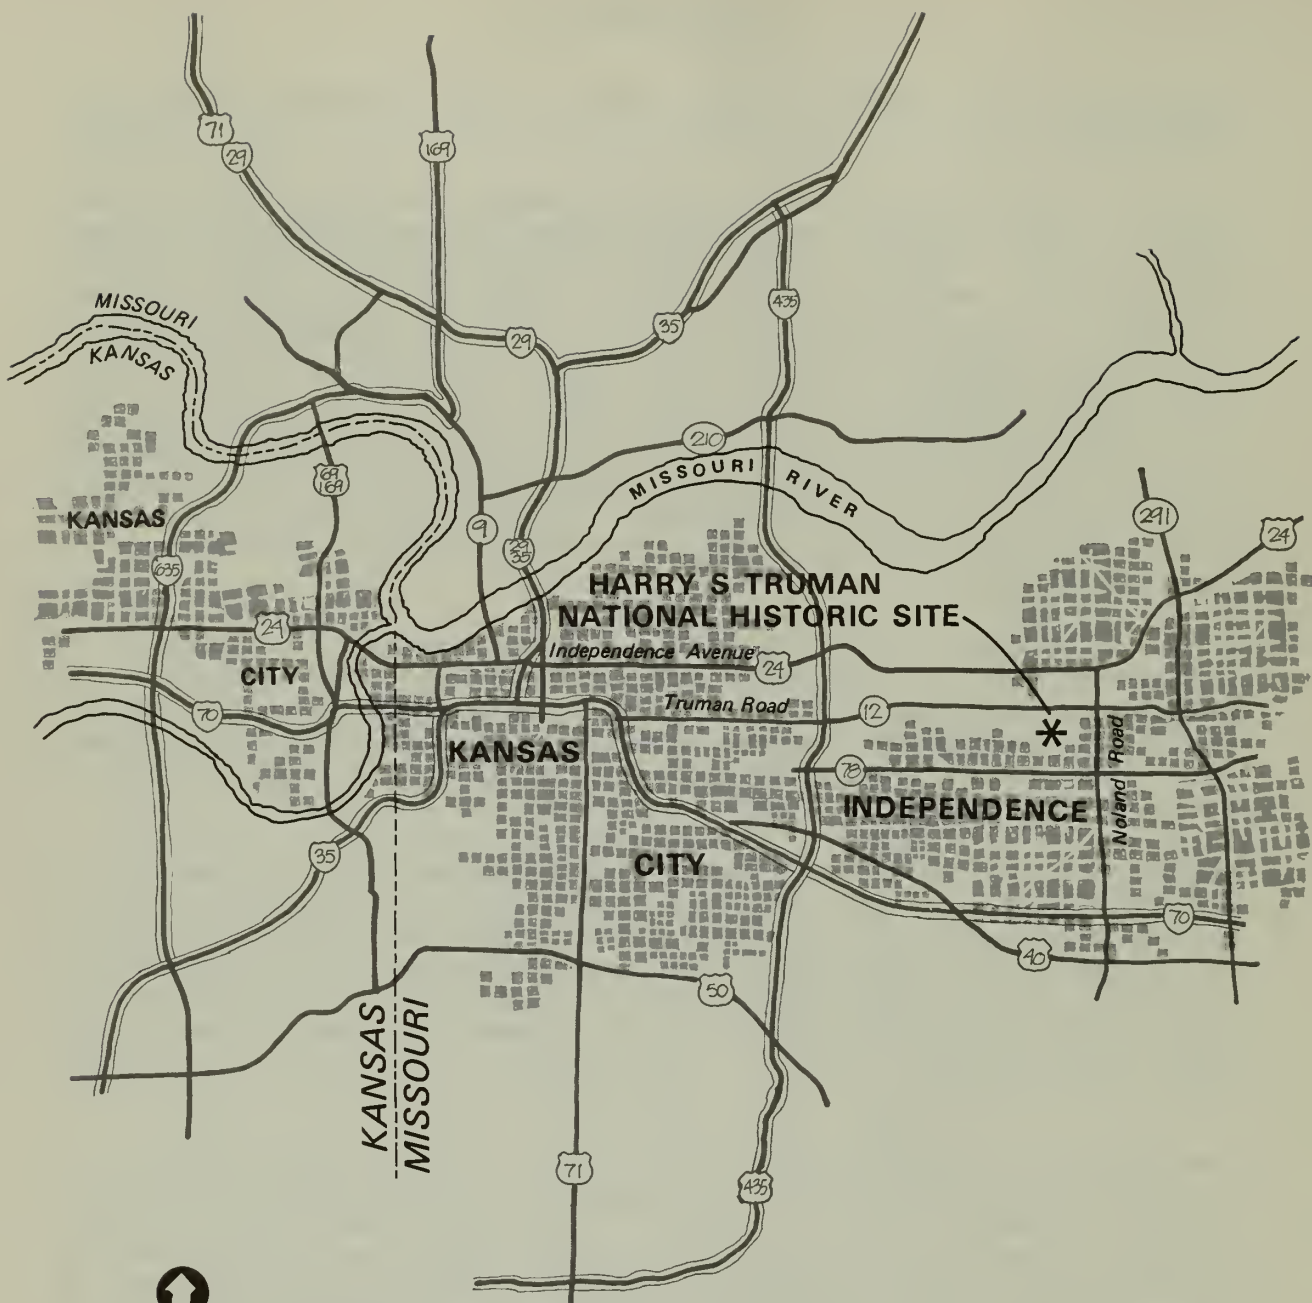 71
29
169
435
MISSOURI
KANSAS
35
29
210
MISSOURI RIVER
69
169
9
291
24
KANSAS
29
35
635
HARRY S TRUMAN
NATIONAL HISTORIC SITE
24
Independence Avenue
24
CITY
Truman Road
12
70
KANSAS
Noland Road
78
INDEPENDENCE
CITY
35
70
40
50
KANSAS
MISSOURI
71
435